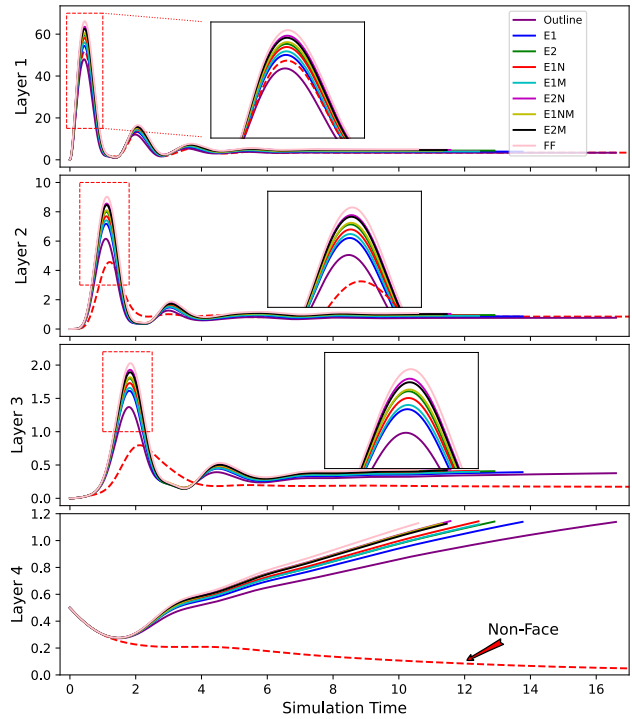 Layer 1
60
40
20
0
Outline
E1
E2
E1N
E1M
E2N
E1NM
E2M
FF
Layer 2
10
8
6
4
2
0
Layer 3
2.0
1.5
1.0
0.5
0.0
Layer 4
1.2
1.0
0.8
0.6
0.4
0.2
0.0
Non-Face
0 2 4 6 8 10 12 14 16
Simulation Time